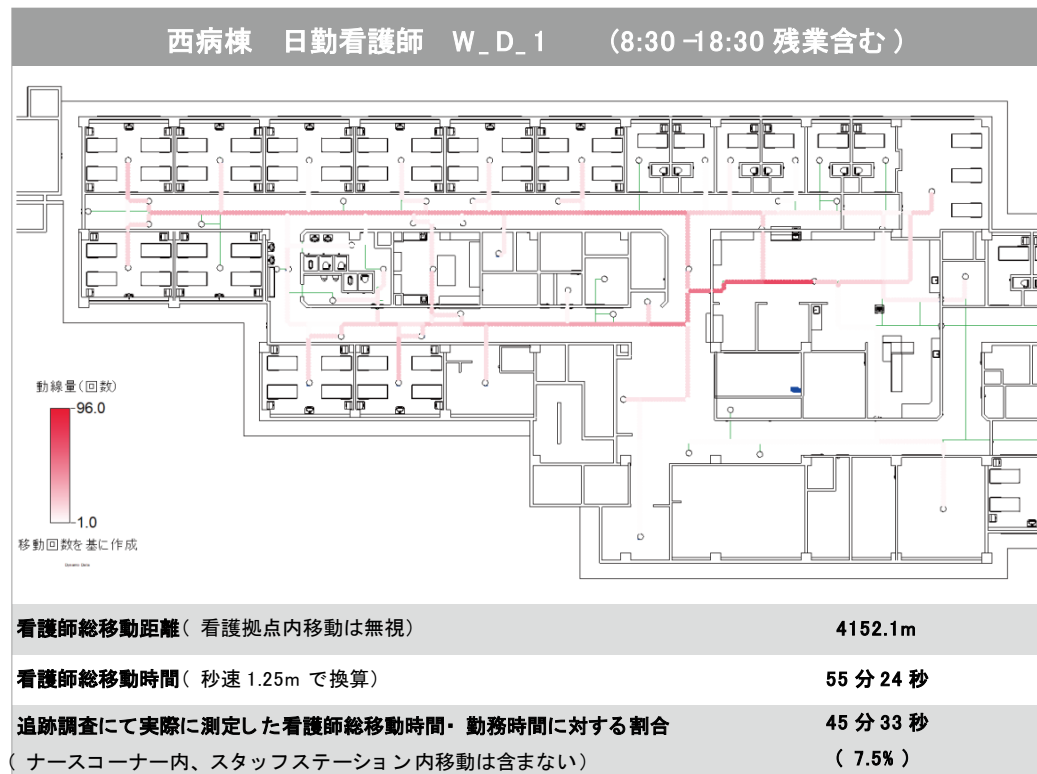 西病棟　日勤看護師　W_D_1　（8:30-18:30 残業含む）
動線量(回数)
96.0
1.0
移動回数を基に作成
看護師総移動距離（ 看護拠点内移動は無視）
4152.1m
看護師総移動時間（ 秒速 1.25m で換算）
55 分 24 秒
追跡調査にて実際に測定した看護師総移動時間・ 勤務時間に対する割合
45 分 33 秒
（ ナースコーナー内、スタッフステーション内移動は含まない）
（ 7.5% ）